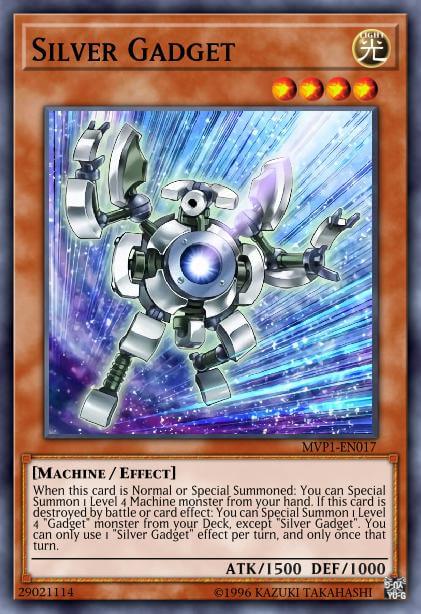 SILVER GADGET
LIGHT
光
MVP1-EN017
[MACHINE / EFFECT]
When this card is Normal or Special Summoned: You can Special
Summon 1 Level 4 Machine monster from your hand. If this card is
destroyed by battle or card effect: You can Special Summon 1 Level
4 "Gadget" monster from your Deck, except "Silver Gadget". You
can only use 1 "Silver Gadget" effect per turn, and only once that
turn.
ATK/1500 DEF/1000
29021114
©1996 KAZUKI TAKAHASHI